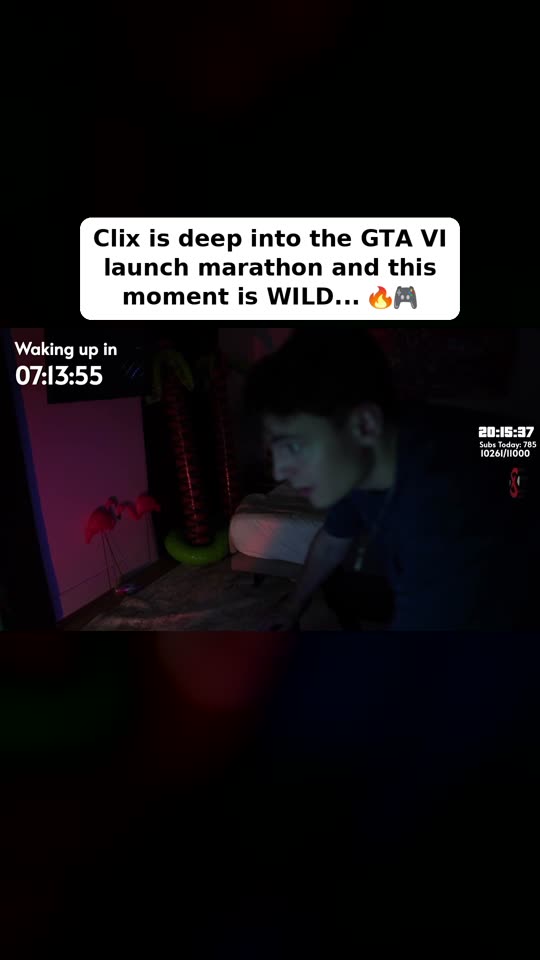 Clix is deep into the GTA VI
launch marathon and this
moment is WILD... 🔥🎮
Waking up in
07:13:55
20:15:37
Subs Today: 785
10261/11000